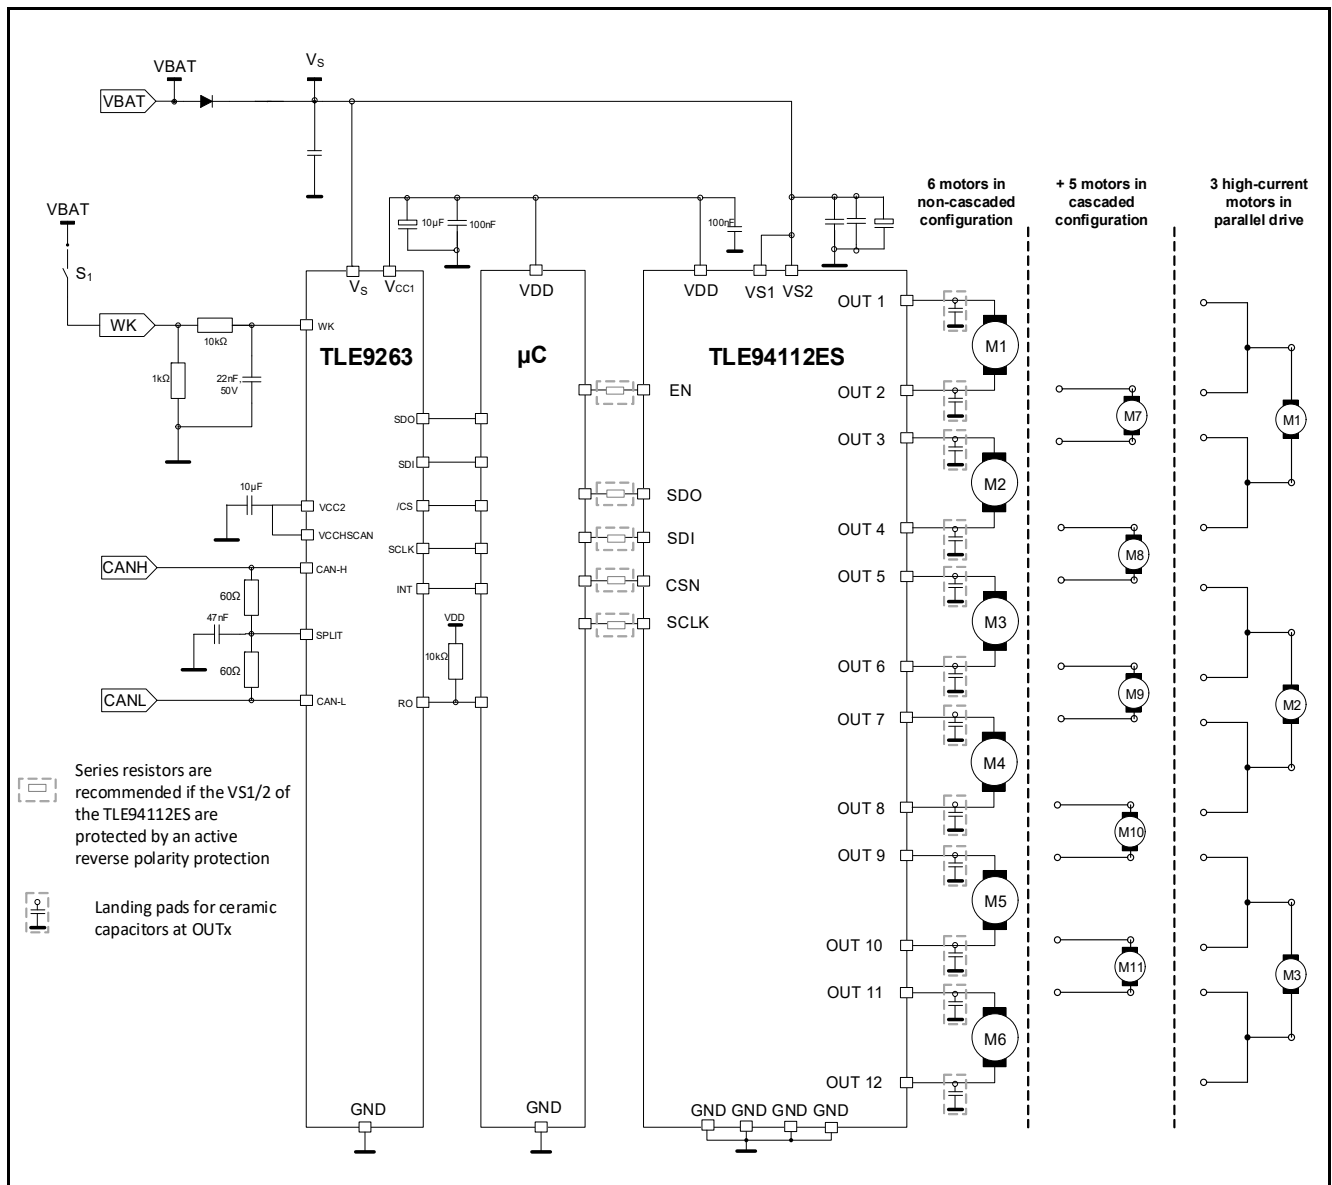 VBAT
VS
VBAT
6 motors in
non-cascaded
configuration
+ 5 motors in
cascaded
configuration
3 high-current
motors in
parallel drive
VBAT
10µF
100nF
100nF
S1
VS
VCC1
VDD
VDD
VS1
VS2
OUT 1
WK
10kΩ
WK
TLE9263
µC
TLE94112ES
M1
1kΩ
22nF,
50V
EN
OUT 2
M7
M1
SDO
OUT 3
SDI
M2
10µF
VCC2
/CS
SDO
OUT 4
VCCHSCAN
SCLK
SDI
M8
CANH
CAN-H
INT
CSN
OUT 5
60Ω
47nF
SPLIT
VDD
SCLK
M3
60Ω
10kΩ
OUT 6
M9
CANL
CAN-L
RO
OUT 7
M2
Series resistors are
recommended if the VS1/2 of
the TLE94112ES are
protected by an active
reverse polarity protection
M4
OUT 8
M10
OUT 9
Landing pads for ceramic
capacitors at OUTx
M5
OUT 10
M11
M3
OUT 11
M6
OUT 12
GND
GND
GND
GND
GND
GND